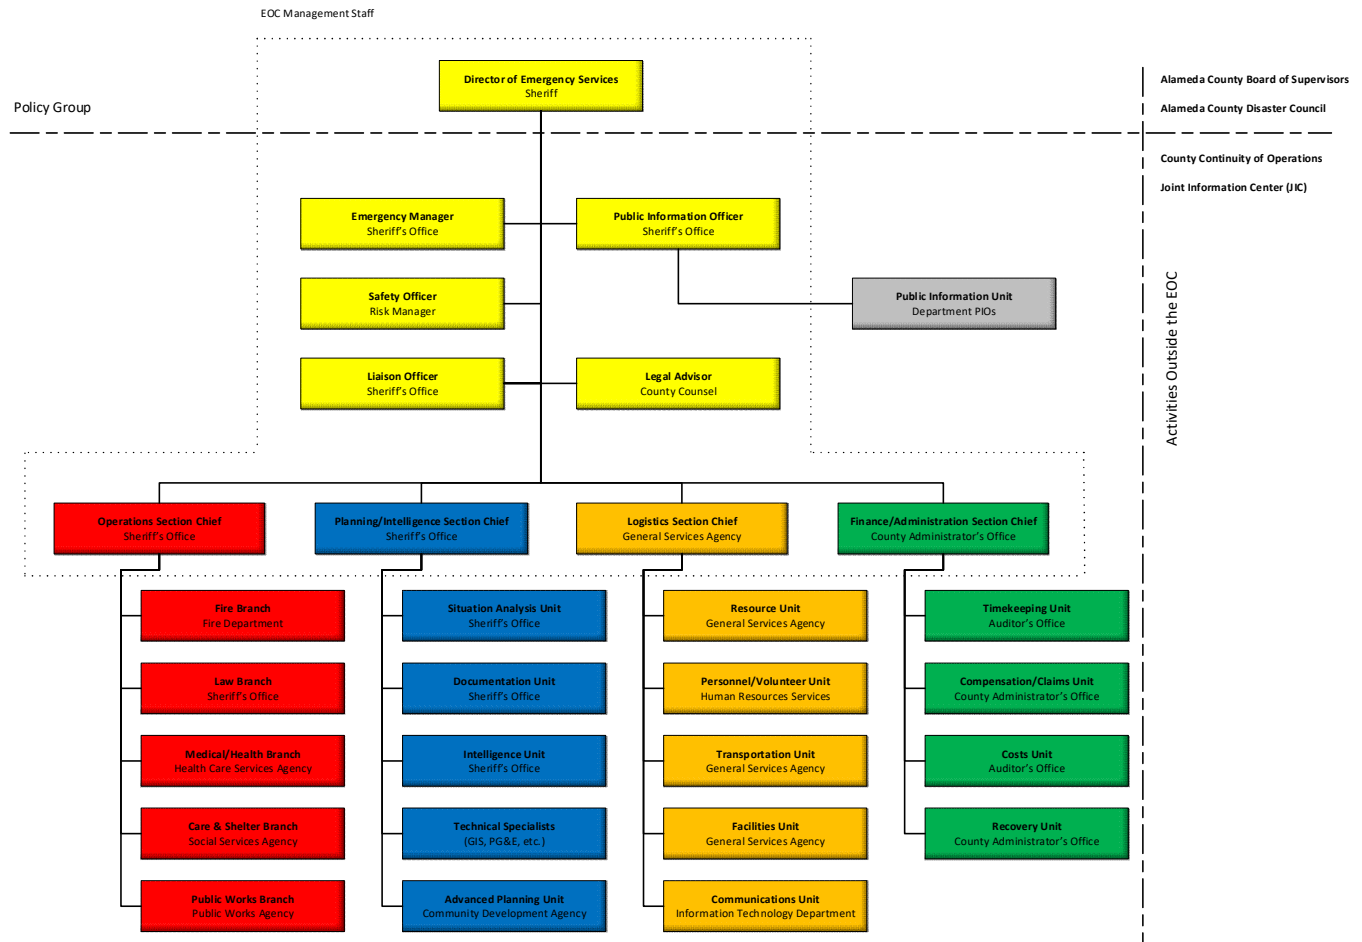 EOC Management Staff
Director of Emergency Services
Sheriff
Policy Group
Alameda County Board of Supervisors
Alameda County Disaster Council
County Continuity of Operations
Joint Information Center (JIC)
Emergency Manager
Sheriff's Office
Public Information Officer
Sheriff's Office
Safety Officer
Risk Manager
Public Information Unit
Department PIOs
Liaison Officer
Sheriff's Office
Legal Advisor
County Counsel
Activities Outside the EOC
Operations Section Chief
Sheriff's Office
Planning/Intelligence Section Chief
Sheriff's Office
Logistics Section Chief
General Services Agency
Finance/Administration Section Chief
County Administrator's Office
Fire Branch
Fire Department
Law Branch
Sheriff's Office
Medical/Health Branch
Health Care Services Agency
Care & Shelter Branch
Social Services Agency
Public Works Branch
Public Works Agency
Situation Analysis Unit
Sheriff's Office
Documentation Unit
Sheriff's Office
Intelligence Unit
Sheriff's Office
Technical Specialists
(GIS, PG&E, etc.)
Advanced Planning Unit
Community Development Agency
Resource Unit
General Services Agency
Personnel/Volunteer Unit
Human Resources Services
Transportation Unit
General Services Agency
Facilities Unit
General Services Agency
Communications Unit
Information Technology Department
Timekeeping Unit
Auditor's Office
Compensation/Claims Unit
County Administrator's Office
Costs Unit
Auditor's Office
Recovery Unit
County Administrator's Office